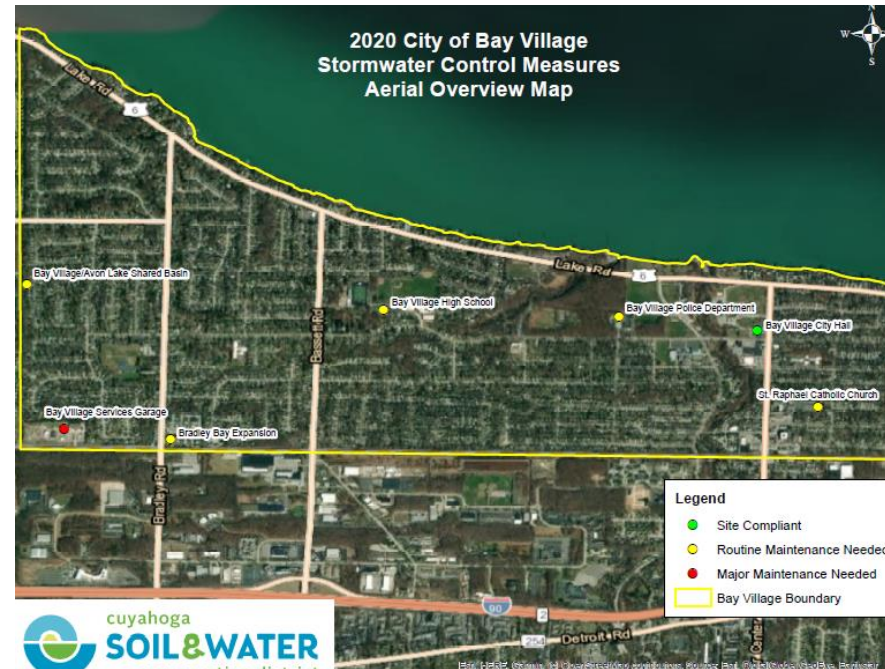 2020 City of Bay Village
Stormwater Control Measures
Aerial Overview Map
N
W
S
Lake Rd
6
Bay Village/Avon Lake Shared Basin
Bay Village High School
Lake Rd
6
Bay Village Police Department
Bay Village City Hall
Bassett Rd
St. Raphael Catholic Church
Bay Village Services Garage
Bradley Bay Expansion
Bradley Rd
Legend
Site Compliant
Routine Maintenance Needed
Major Maintenance Needed
Bay Village Boundary
90
2
254
Detroit Rd
Center
cuyahoga
SOIL&WATER